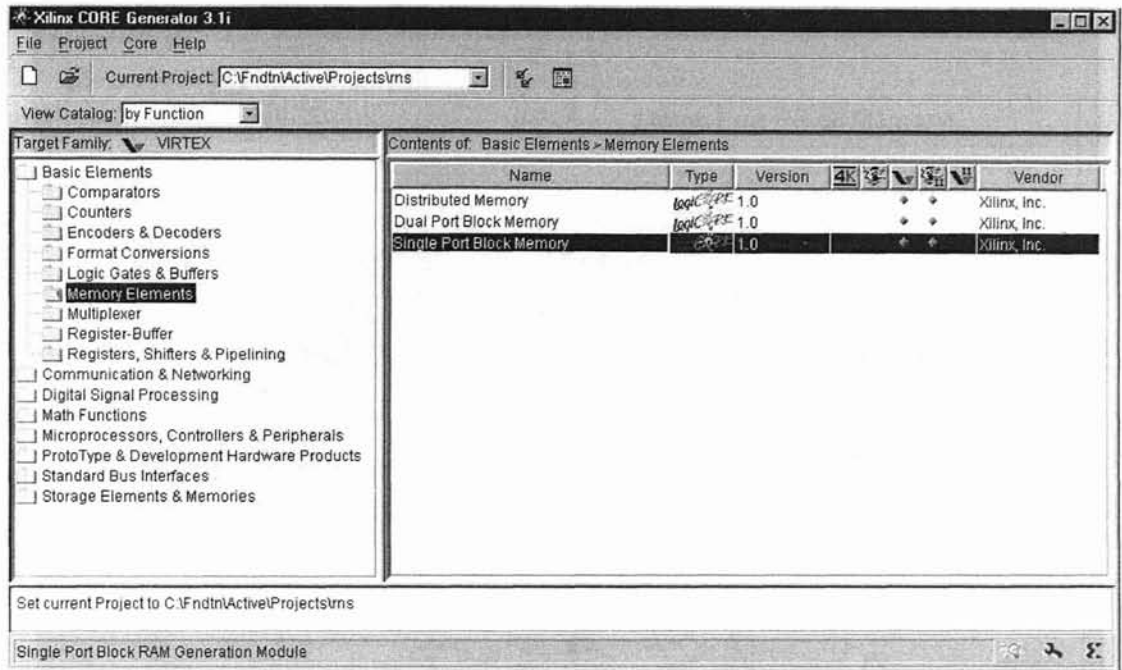 Xilinx CORE Generator 3.1i
File Project Core Help
Current Project: C:\Fndtn\Active\Projects\rns
View Catalog: by Function
Target Family: VIRTEX
Contents of: Basic Elements > Memory Elements
Basic Elements
Comparators
Counters
Encoders & Decoders
Format Conversions
Logic Gates & Buffers
Memory Elements
Multiplexer
Register-Buffer
Registers, Shifters & Pipelining
Communication & Networking
Digital Signal Processing
Math Functions
Microprocessors, Controllers & Peripherals
ProtoType & Development Hardware Products
Standard Bus Interfaces
Storage Elements & Memories
Name Type Version 4K Vendor
Distributed Memory logiCORE 1.0 Xilinx, Inc.
Dual Port Block Memory logiCORE 1.0 Xilinx, Inc.
Single Port Block Memory 1.0 Xilinx, Inc.
Set current Project to C:\Fndtn\Active\Projects\rns
Single Port Block RAM Generation Module